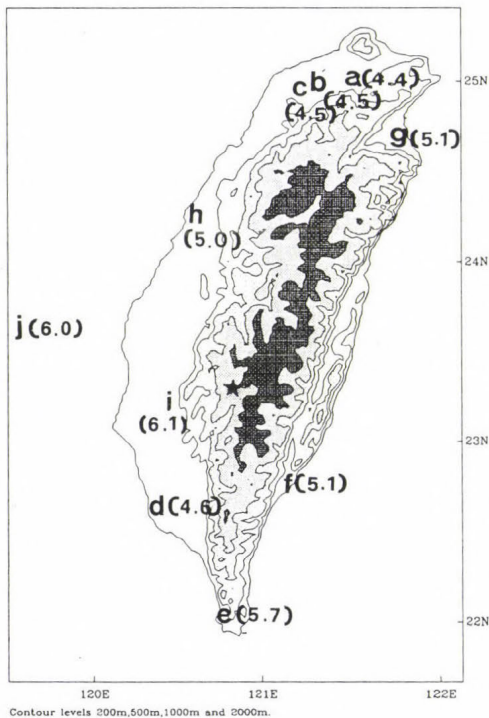 25N
a(4.4)
c b
(4.5)
(4.5)
g(5.1)
h
(5.0)
24N
j(6.0)
i
(6.1)
23N
f(5.1)
d(4.6)
e(5.7)
22N
120E 121E 122E
Contour levels 200m,500m,1000m and 2000m.